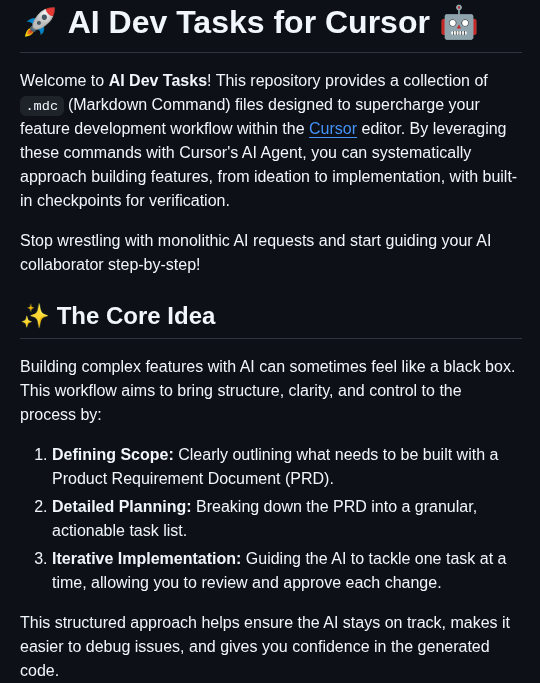 🚀 AI Dev Tasks for Cursor 🤖
Welcome to AI Dev Tasks! This repository provides a collection of
.mdc (Markdown Command) files designed to supercharge your
feature development workflow within the Cursor editor. By leveraging
these commands with Cursor's AI Agent, you can systematically
approach building features, from ideation to implementation, with built-
in checkpoints for verification.
Stop wrestling with monolithic AI requests and start guiding your AI
collaborator step-by-step!
✨ The Core Idea
Building complex features with AI can sometimes feel like a black box.
This workflow aims to bring structure, clarity, and control to the
process by:
1. Defining Scope: Clearly outlining what needs to be built with a
Product Requirement Document (PRD).
2. Detailed Planning: Breaking down the PRD into a granular,
actionable task list.
3. Iterative Implementation: Guiding the AI to tackle one task at a
time, allowing you to review and approve each change.
This structured approach helps ensure the AI stays on track, makes it
easier to debug issues, and gives you confidence in the generated
code.